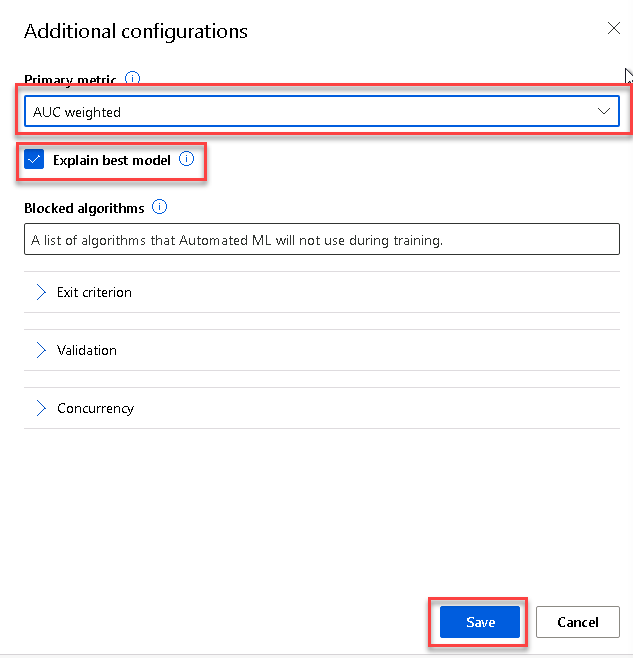 Additional configurations
Primary metric
AUC weighted
Explain best model
Blocked algorithms
A list of algorithms that Automated ML will not use during training.
Exit criterion
Validation
Concurrency
Save Cancel